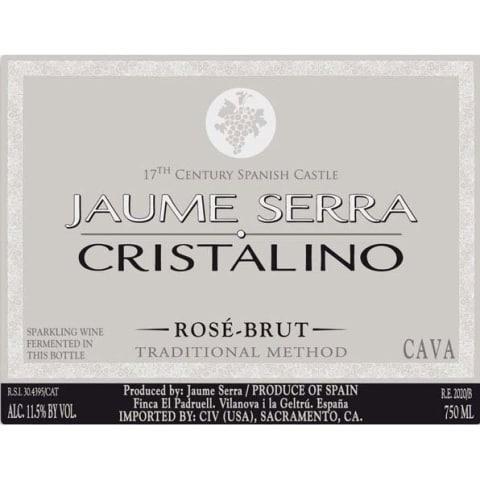 17TH CENTURY SPANISH CASTLE
JAUME SERRA
CRISTALINO
ROSÉ-BRUT
TRADITIONAL METHOD
SPARKLING WINE
FERMENTED IN
THIS BOTTLE
CAVA
R.S.I. 30.4395/CAT
ALC. 11.5% BY VOL.
Produced by: Jaume Serra / PRODUCE OF SPAIN
Finca El Padruell. Vilanova i la Geltrú. España
IMPORTED BY: CIV (USA), SACRAMENTO, CA.
R.E. 2020/B
750 ML